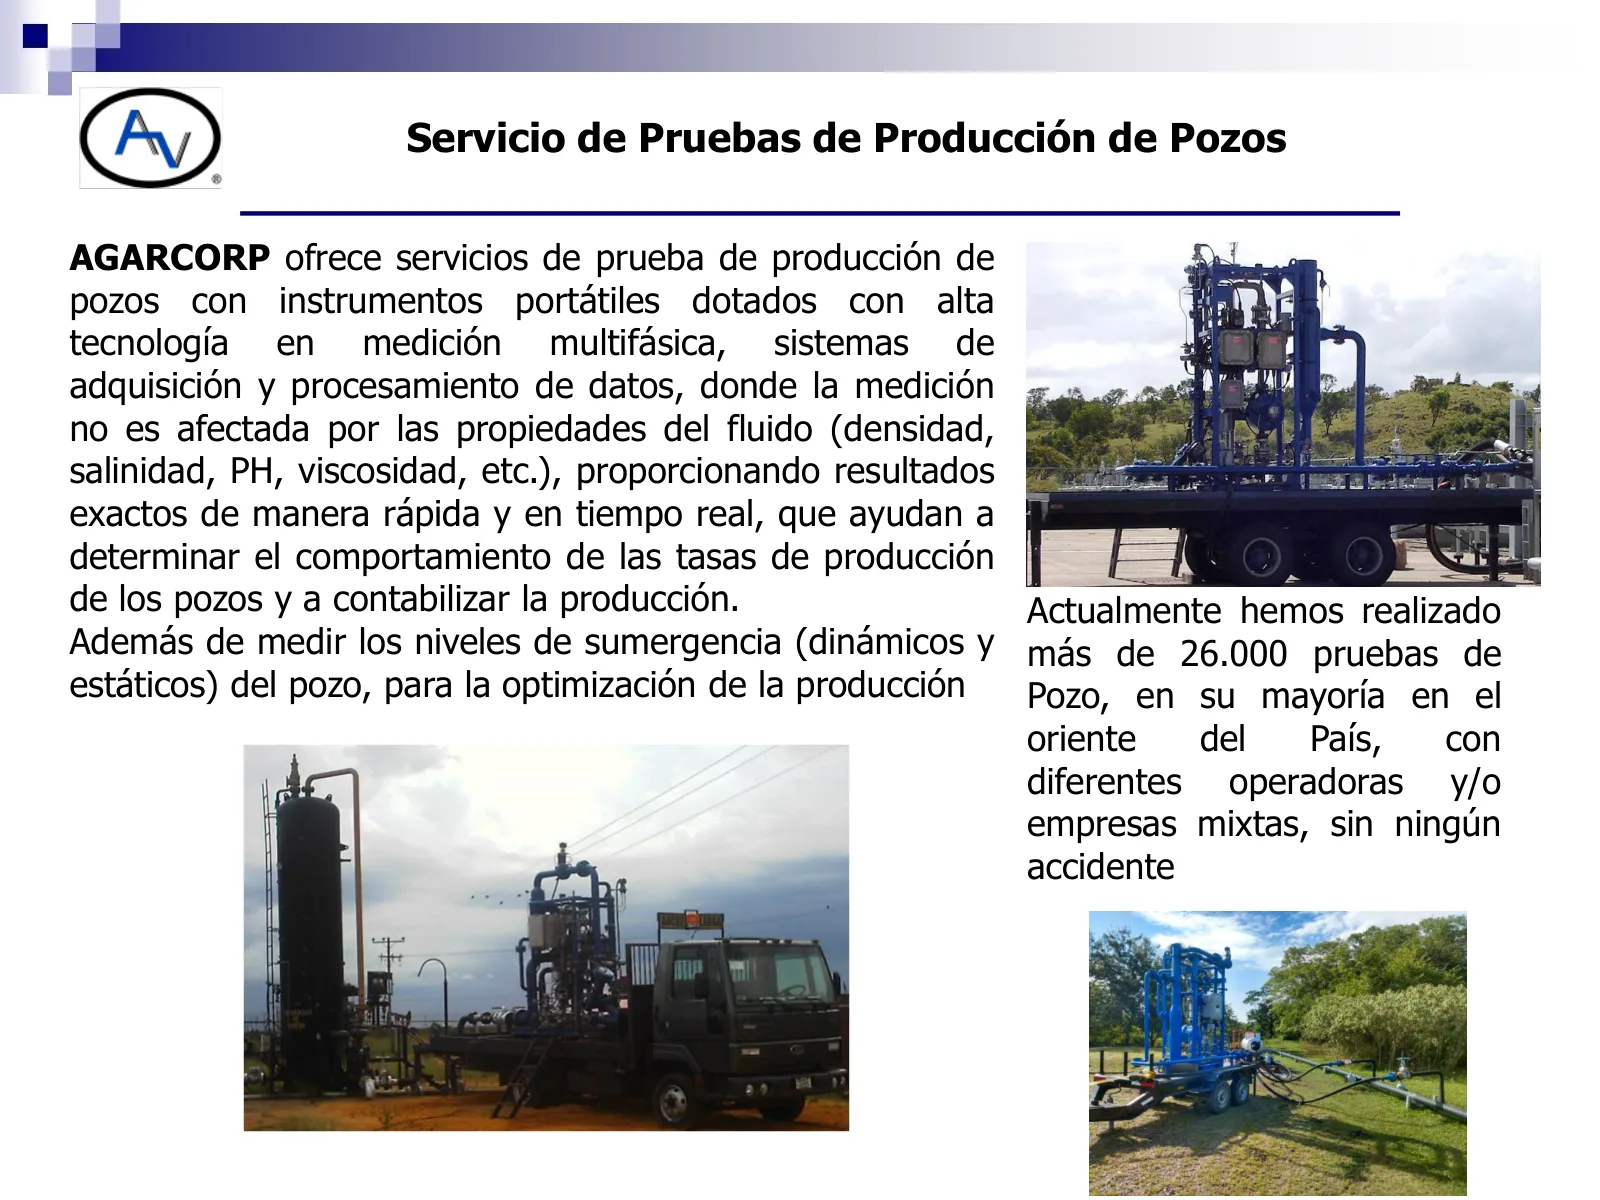 AV
®
Servicio de Pruebas de Producción de Pozos
AGARCORP ofrece servicios de prueba de producción de
pozos con instrumentos portátiles dotados con alta
tecnología en medición multifásica, sistemas de
adquisición y procesamiento de datos, donde la medición
no es afectada por las propiedades del fluido (densidad,
salinidad, PH, viscosidad, etc.), proporcionando resultados
exactos de manera rápida y en tiempo real, que ayudan a
determinar el comportamiento de las tasas de producción
de los pozos y a contabilizar la producción.
Además de medir los niveles de sumergencia (dinámicos y
estáticos) del pozo, para la optimización de la producción
Actualmente hemos realizado
más de 26.000 pruebas de
Pozo, en su mayoría en el
oriente del País, con
diferentes operadoras y/o
empresas mixtas, sin ningún
accidente